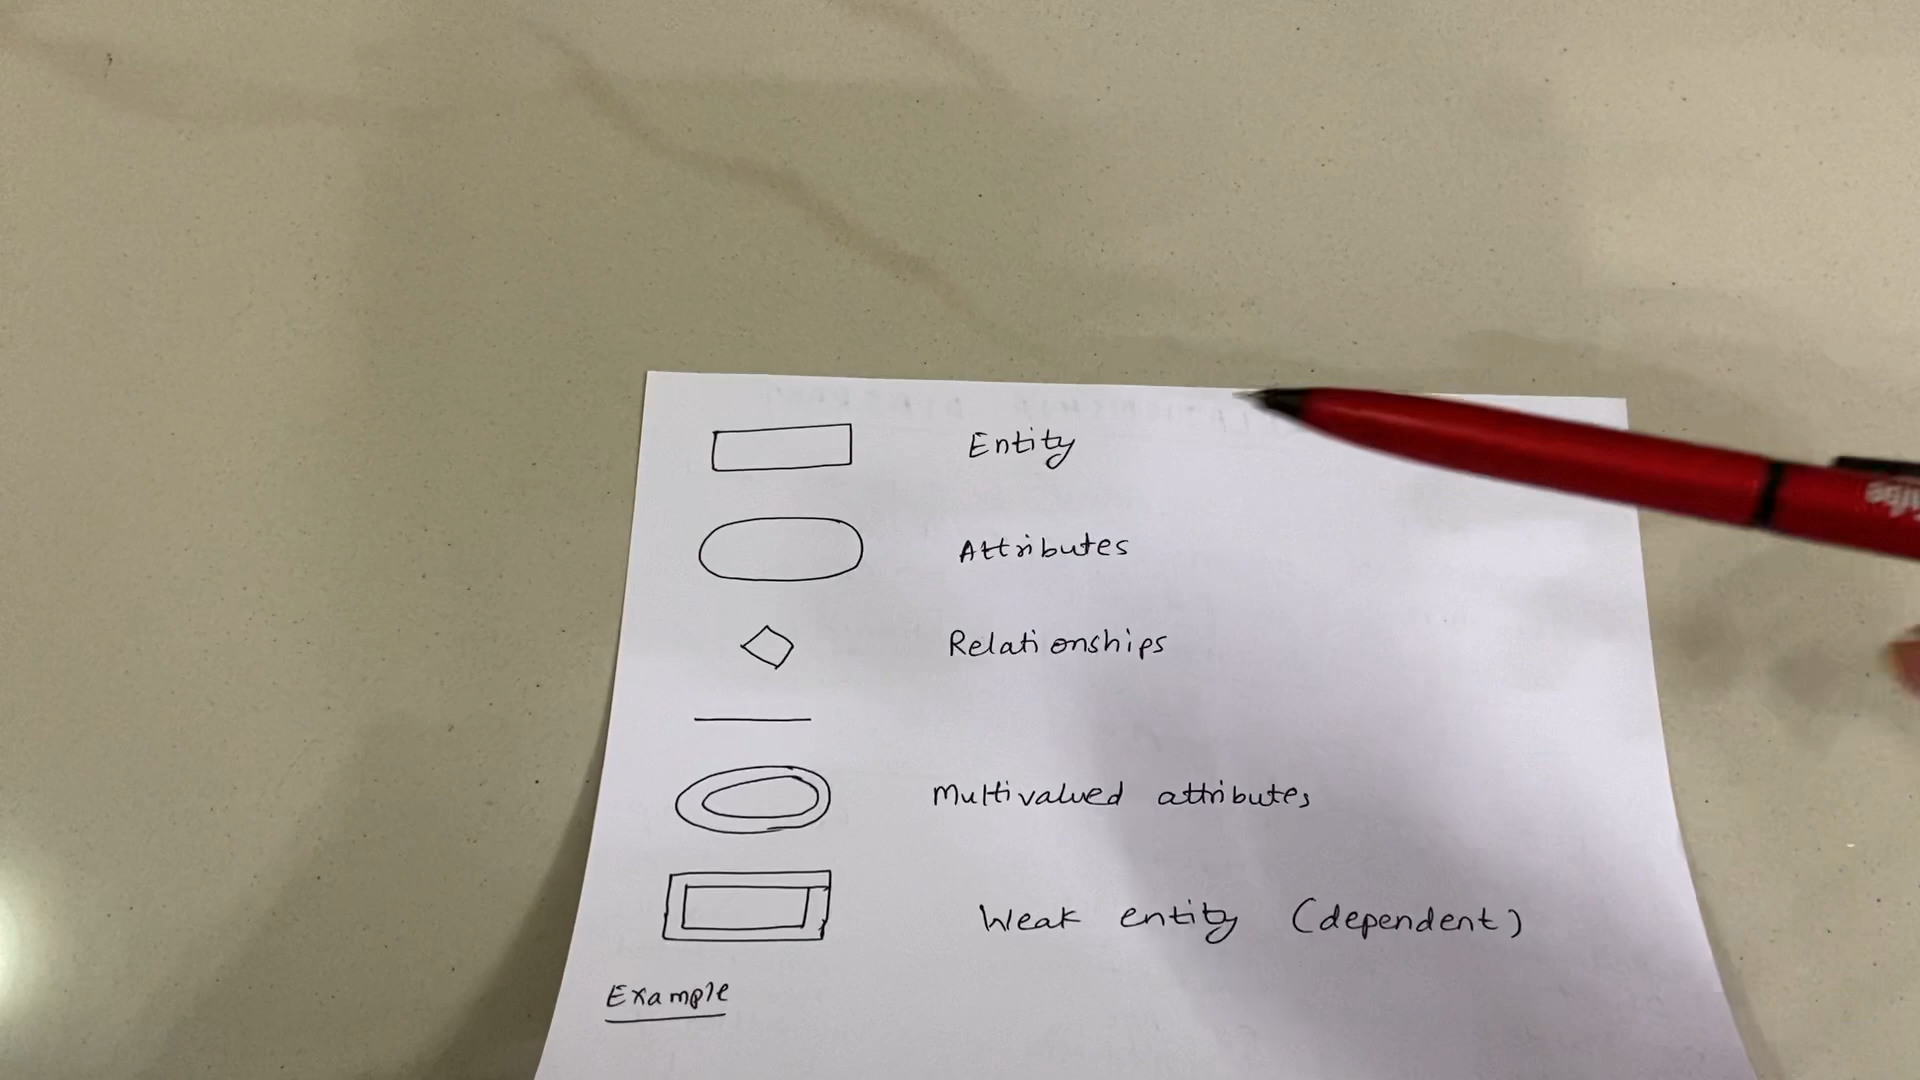 Entity
Attributes
Relationships
Multivalued attributes
Weak entity (dependent)
Example